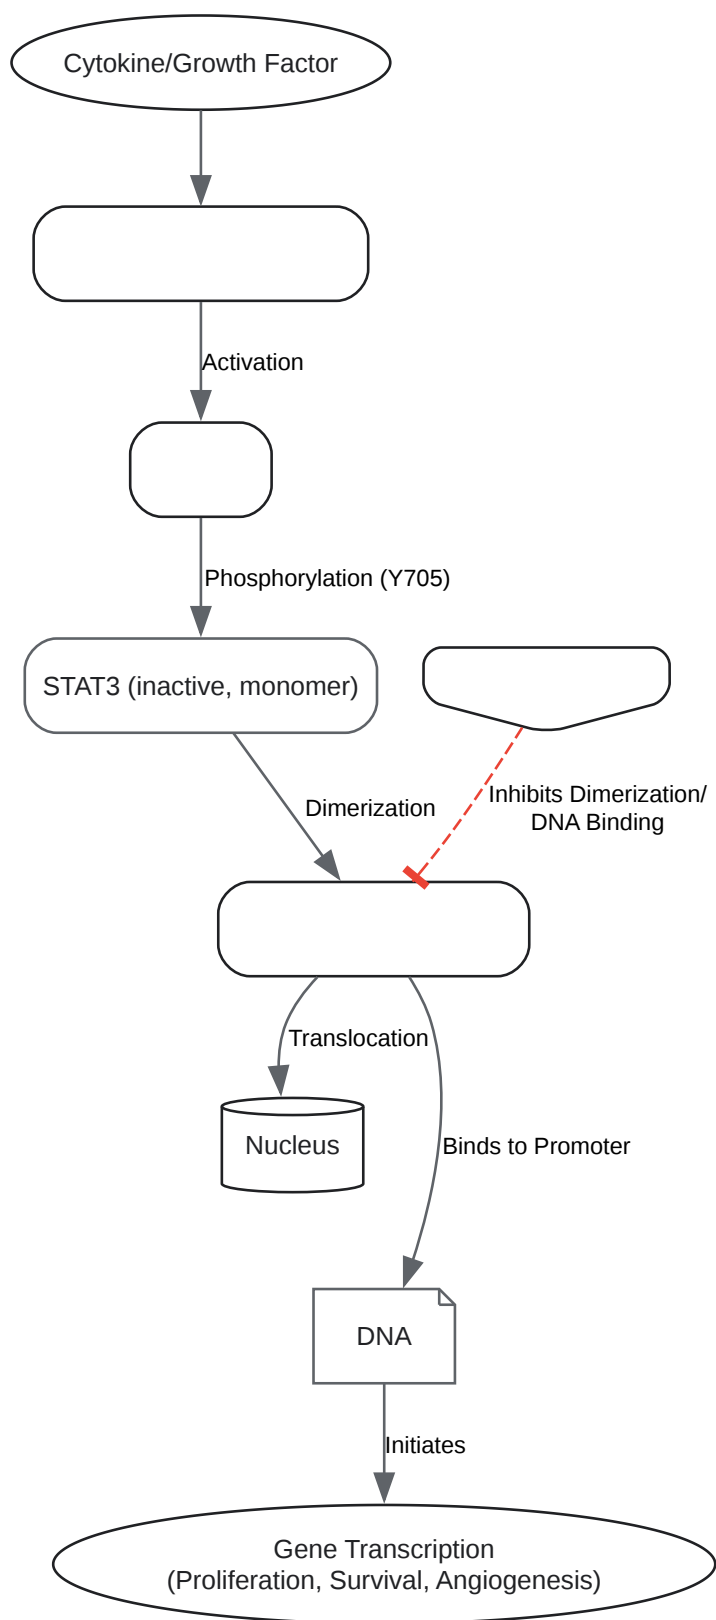 Cytokine/Growth Factor
Activation
Phosphorylation (Y705)
STAT3 (inactive, monomer)
Dimerization
Inhibits Dimerization/
DNA Binding
Translocation
Nucleus
Binds to Promoter
DNA
Initiates
Gene Transcription
(Proliferation, Survival, Angiogenesis)